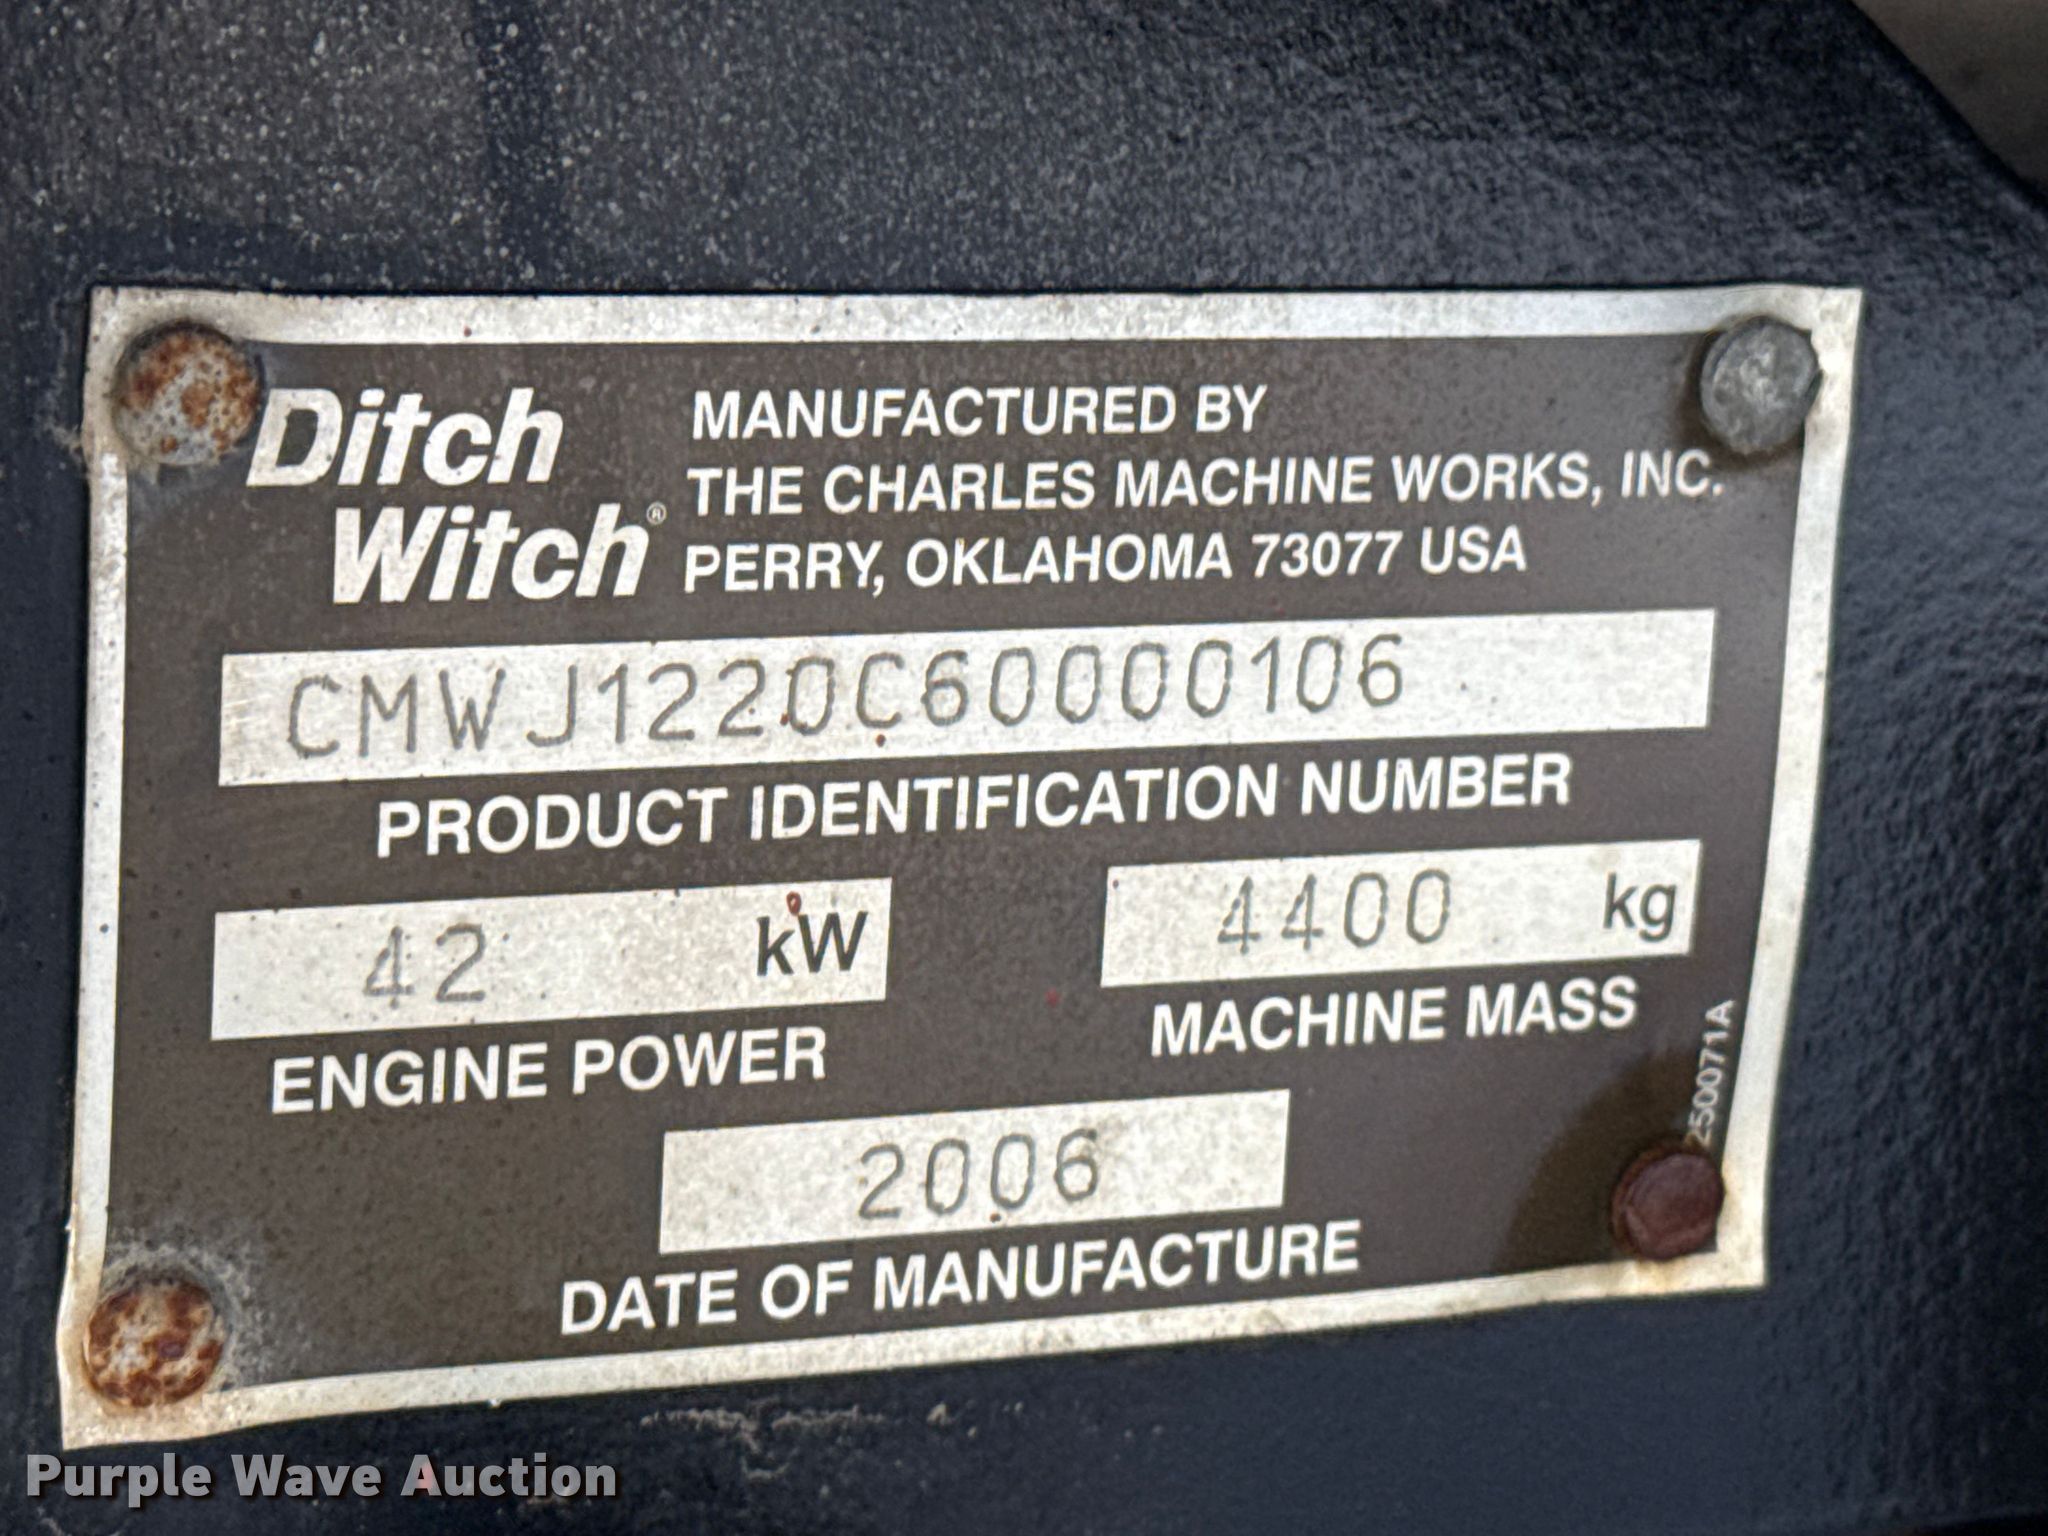 Ditch Witch®
MANUFACTURED BY
THE CHARLES MACHINE WORKS, INC.
PERRY, OKLAHOMA 73077 USA
CMWJ1220C60000106
PRODUCT IDENTIFICATION NUMBER
42 kW
ENGINE POWER
4400 kg
MACHINE MASS
2006
DATE OF MANUFACTURE
250071A
Purple Wave Auction